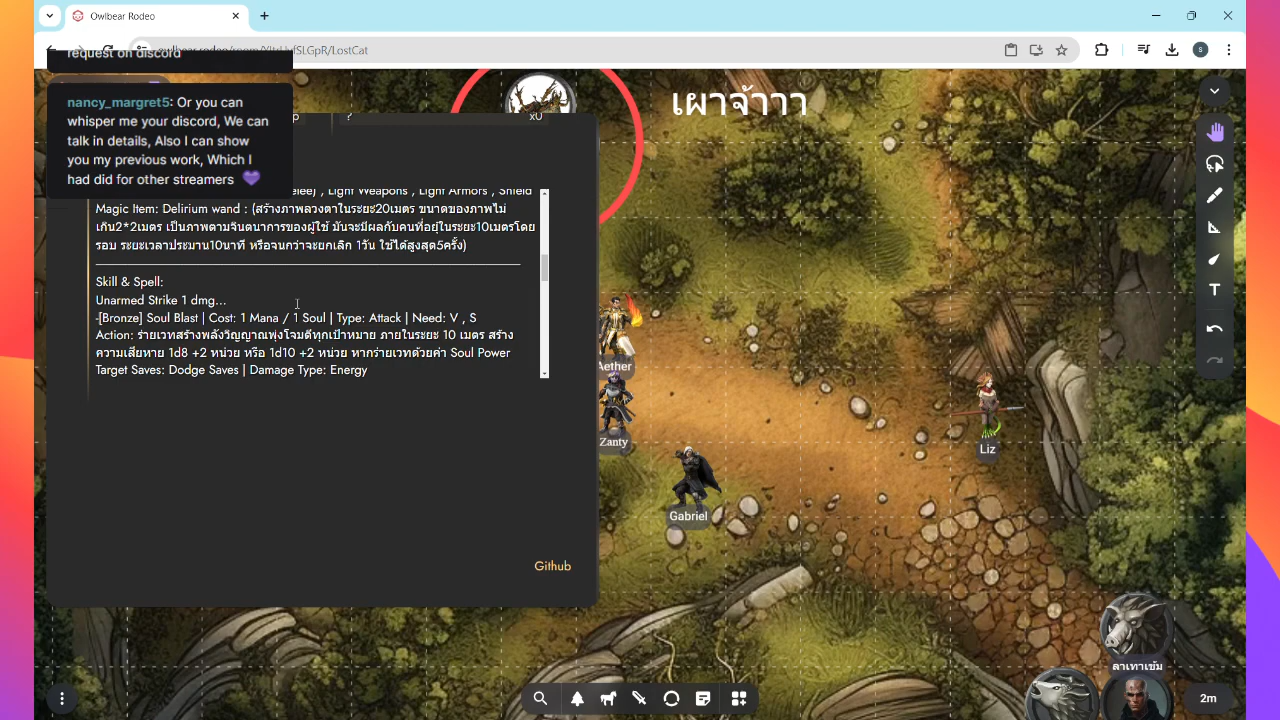 Owlbear Rodeo
request on discord
nancy_margret5: Or you can
whisper me your discord, We can
talk in details, Also I can show
you my previous work, Which I
had did for other streamers
เผาจ้าาา
Light Weapons , Light Armors , Shield
Magic Item: Delirium wand : (สร้างภาพลวงตาในระยะ20เมตร ขนาดของภาพไม่
เกิน2*2เมตร เป็นภาพตามจินตนาการของผู้ใช้ มันจะมีผลกับคนที่อยู่ในระยะ10เมตรโดย
รอบ ระยะเวลาประมาน10นาที หรือจนกว่าจะยกเลิก 1วัน ใช้ได้สูงสุด5ครั้ง)
Skill & Spell:
Unarmed Strike 1 dmg...
-[Bronze] Soul Blast | Cost: 1 Mana / 1 Soul | Type: Attack | Need: V , S
Action: ร่ายเวทสร้างพลังวิญญาณพุ่งโจมตีทุกเป้าหมาย ภายในระยะ 10 เมตร สร้าง
ความเสียหาย 1d8 +2 หน่วย หรือ 1d10 +2 หน่วย หากร่ายเวทด้วยค่า Soul Power
Target Saves: Dodge Saves | Damage Type: Energy
Github
Aether
Zanty
Gabriel
Liz
ลาเทาเข้ม
2m